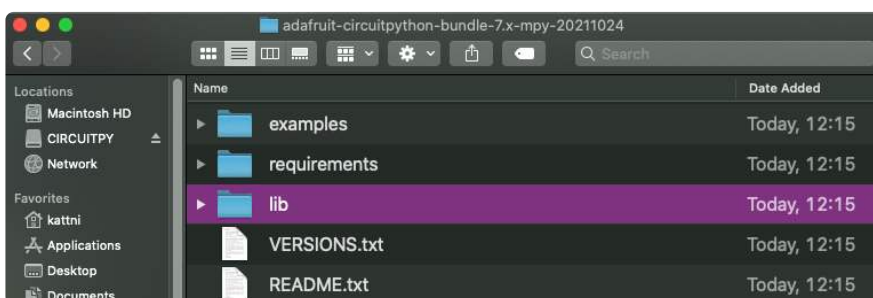 adafruit-circuitpython-bundle-7.x-mpy-20211024
Search
Locations
Macintosh HD
CIRCUITPY
Network
Favorites
kattni
Applications
Desktop
Documents
Name Date Added
examples Today, 12:15
requirements Today, 12:15
lib Today, 12:15
VERSIONS.txt Today, 12:15
README.txt Today, 12:15